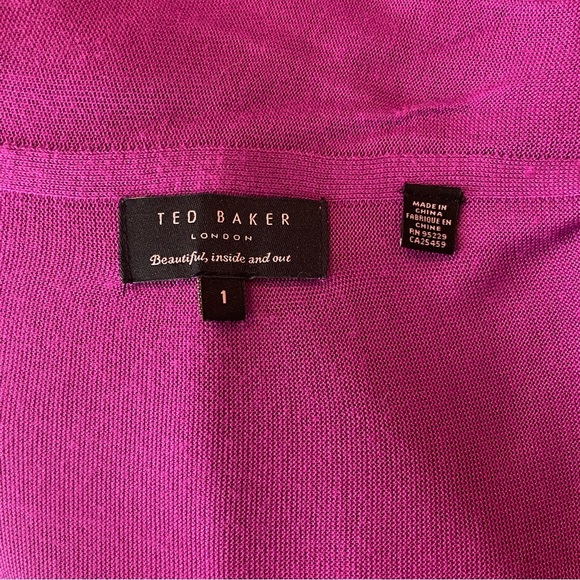 TED BAKER
LONDON
Beautiful, inside and out
1
MADE IN
CHINA
FABRIQUE EN
CHINE
RN 95229
CA25459